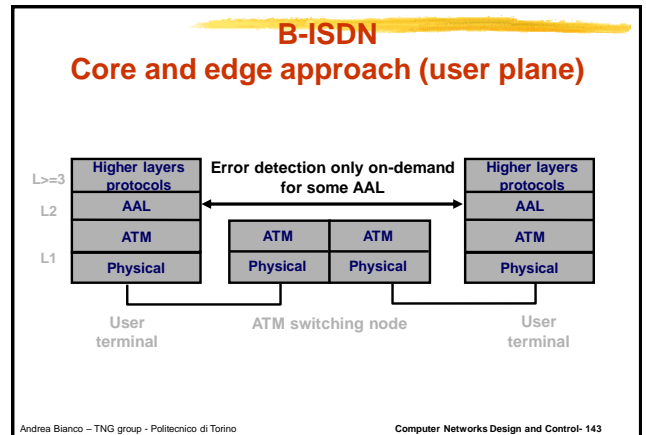 B-ISDN
Core and edge approach (user plane)
Higher layers
protocols
Error detection only on-demand
for some AAL
Higher layers
protocols
L>=3
AAL
AAL
L2
ATM
ATM
ATM
ATM
L1
Physical
Physical
Physical
Physical
User
terminal
ATM switching node
User
terminal
Andrea Bianco – TNG group - Politecnico di Torino
Computer Networks Design and Control- 143